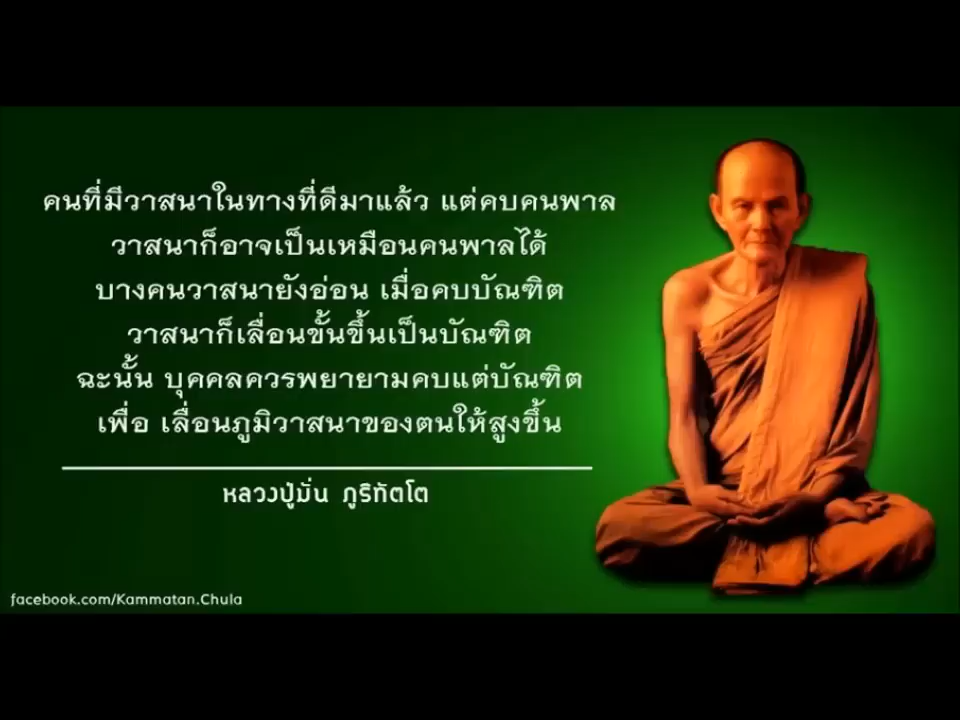 คนที่มีวาสนาในทางที่ดีมาแล้ว แต่คบคนพาล
วาสนาก็อาจเป็นเหมือนคนพาลได้
บางคนวาสนายังอ่อน เมื่อคบบัณฑิต
วาสนาก็เลื่อนขั้นขึ้นเป็นบัณฑิต
ฉะนั้น บุคคลควรพยายามคบแต่บัณฑิต
เพื่อ เลื่อนภูมิวาสนาของตนให้สูงขึ้น
หลวงปู่มั่น ภูริทัตโต
facebook.com/Kammatan.Chula